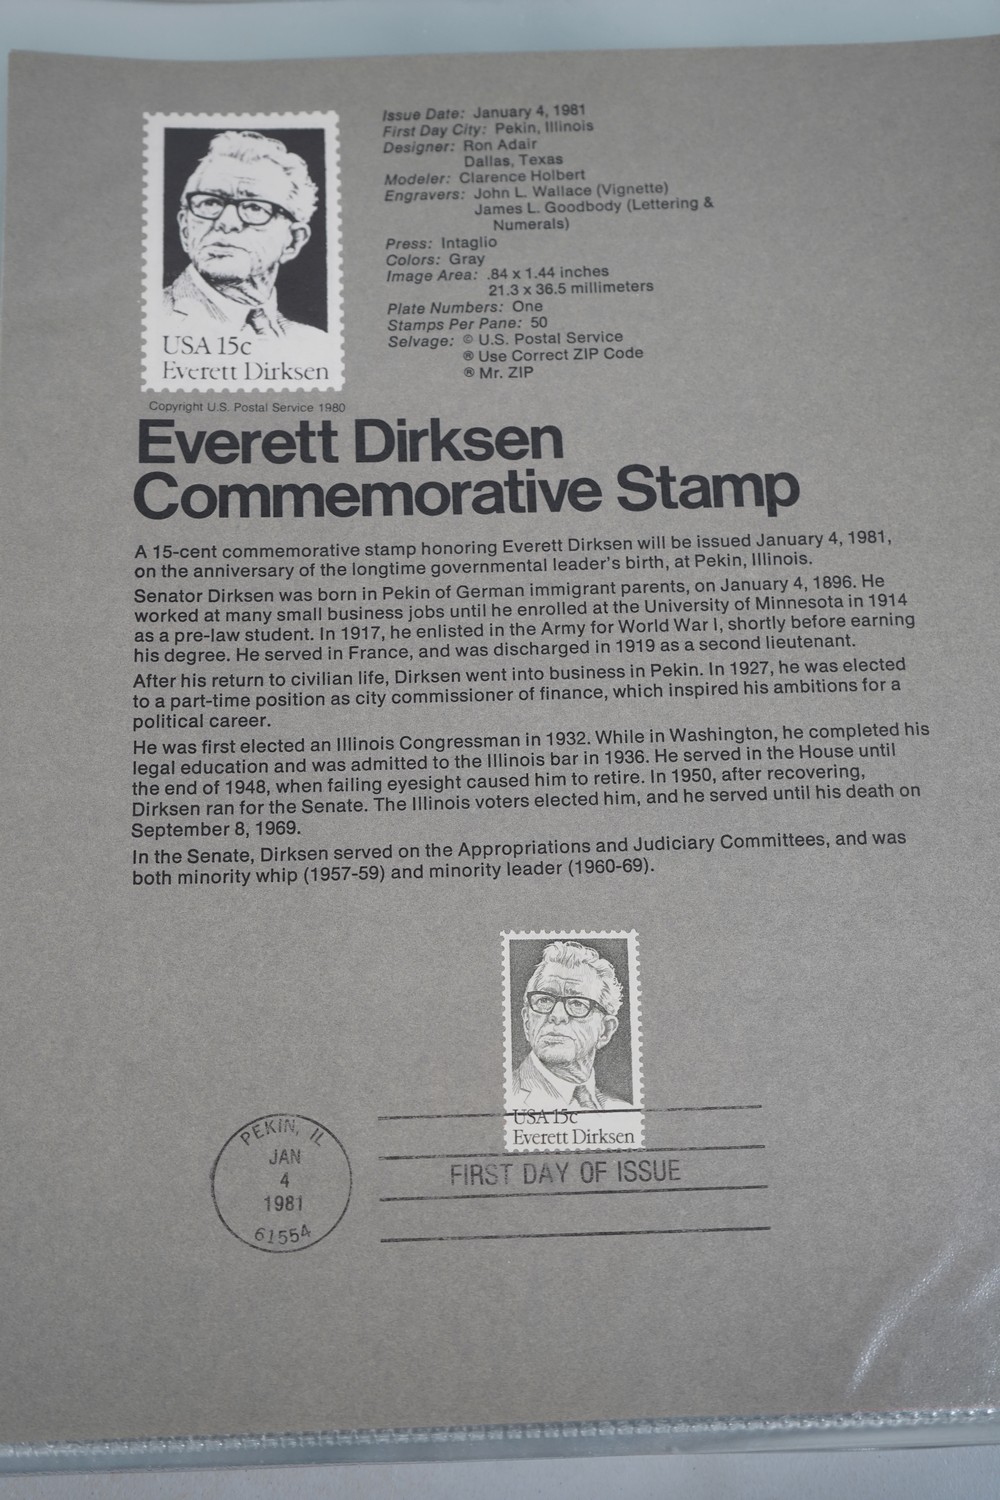 USA 15c
Everett Dirksen
Copyright U.S. Postal Service 1980
Issue Date: January 4, 1981
First Day City: Pekin, Illinois
Designer: Ron Adair
Dallas, Texas
Modeler: Clarence Holbert
Engravers: John L. Wallace (Vignette)
James L. Goodbody (Lettering &
Numerals)
Press: Intaglio
Colors: Gray
Image Area: .84 x 1.44 inches
21.3 x 36.5 millimeters
Plate Numbers: One
Stamps Per Pane: 50
Selvage: © U.S. Postal Service
® Use Correct ZIP Code
® Mr. ZIP
Everett Dirksen
Commemorative Stamp
A 15-cent commemorative stamp honoring Everett Dirksen will be issued January 4, 1981,
on the anniversary of the longtime governmental leader's birth, at Pekin, Illinois.
Senator Dirksen was born in Pekin of German immigrant parents, on January 4, 1896. He
worked at many small business jobs until he enrolled at the University of Minnesota in 1914
as a pre-law student. In 1917, he enlisted in the Army for World War I, shortly before earning
his degree. He served in France, and was discharged in 1919 as a second lieutenant.
After his return to civilian life, Dirksen went into business in Pekin. In 1927, he was elected
to a part-time position as city commissioner of finance, which inspired his ambitions for a
political career.
He was first elected an Illinois Congressman in 1932. While in Washington, he completed his
legal education and was admitted to the Illinois bar in 1936. He served in the House until
the end of 1948, when failing eyesight caused him to retire. In 1950, after recovering,
Dirksen ran for the Senate. The Illinois voters elected him, and he served until his death on
September 8, 1969.
In the Senate, Dirksen served on the Appropriations and Judiciary Committees, and was
both minority whip (1957-59) and minority leader (1960-69).
USA 15c
Everett Dirksen
PEKIN, IL
JAN
4
1981
61554
FIRST DAY OF ISSUE